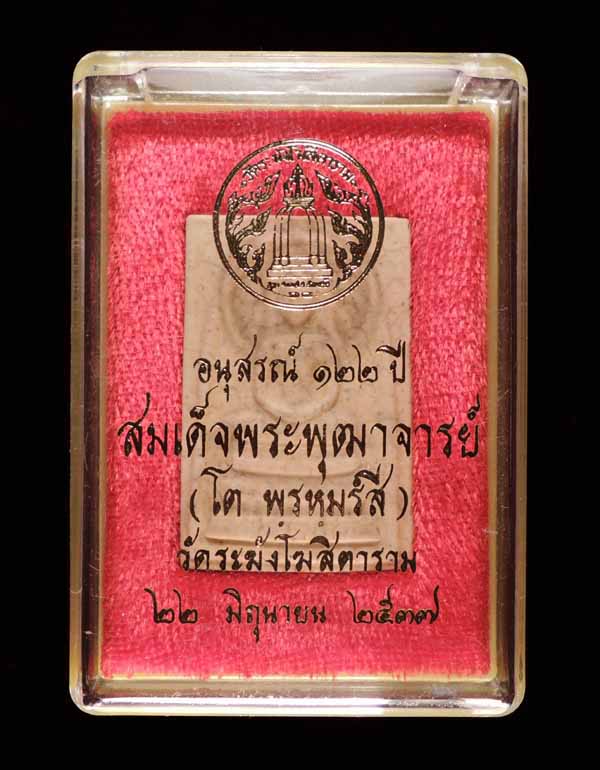 อนุสรณ์ ๑๒๒ ปี
สมเด็จพระพุฒาจารย์
(โต พฺรหฺมรํสี)
วัดระฆังโฆสิตาราม
๒๒ มิถุนายน ๒๕๓๗